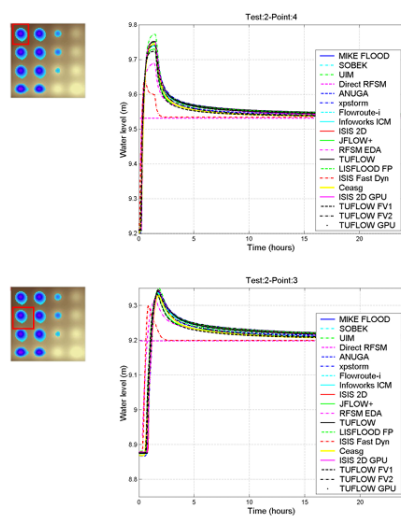 Test:2-Point:4
9.8
9.7
9.6
9.5
9.4
9.3
9.2
Water level (m)
0 5 10 15 20
Time (hours)
MIKE FLOOD
SOBEK
UIM
Direct RFSM
ANUGA
xpstorm
Flowroute-i
Infoworks ICM
ISIS 2D
JFLOW+
RFSM EDA
TUFLOW
LISFLOOD FP
ISIS Fast Dyn
Ceasg
ISIS 2D GPU
TUFLOW FV1
TUFLOW FV2
TUFLOW GPU
Test:2-Point:3
9.3
9.2
9.1
9
8.9
8.8
Water level (m)
0 5 10 15 20
Time (hours)
MIKE FLOOD
SOBEK
UIM
Direct RFSM
ANUGA
xpstorm
Flowroute-i
Infoworks ICM
ISIS 2D
JFLOW+
RFSM EDA
TUFLOW
LISFLOOD FP
ISIS Fast Dyn
Ceasg
ISIS 2D GPU
TUFLOW FV1
TUFLOW FV2
TUFLOW GPU